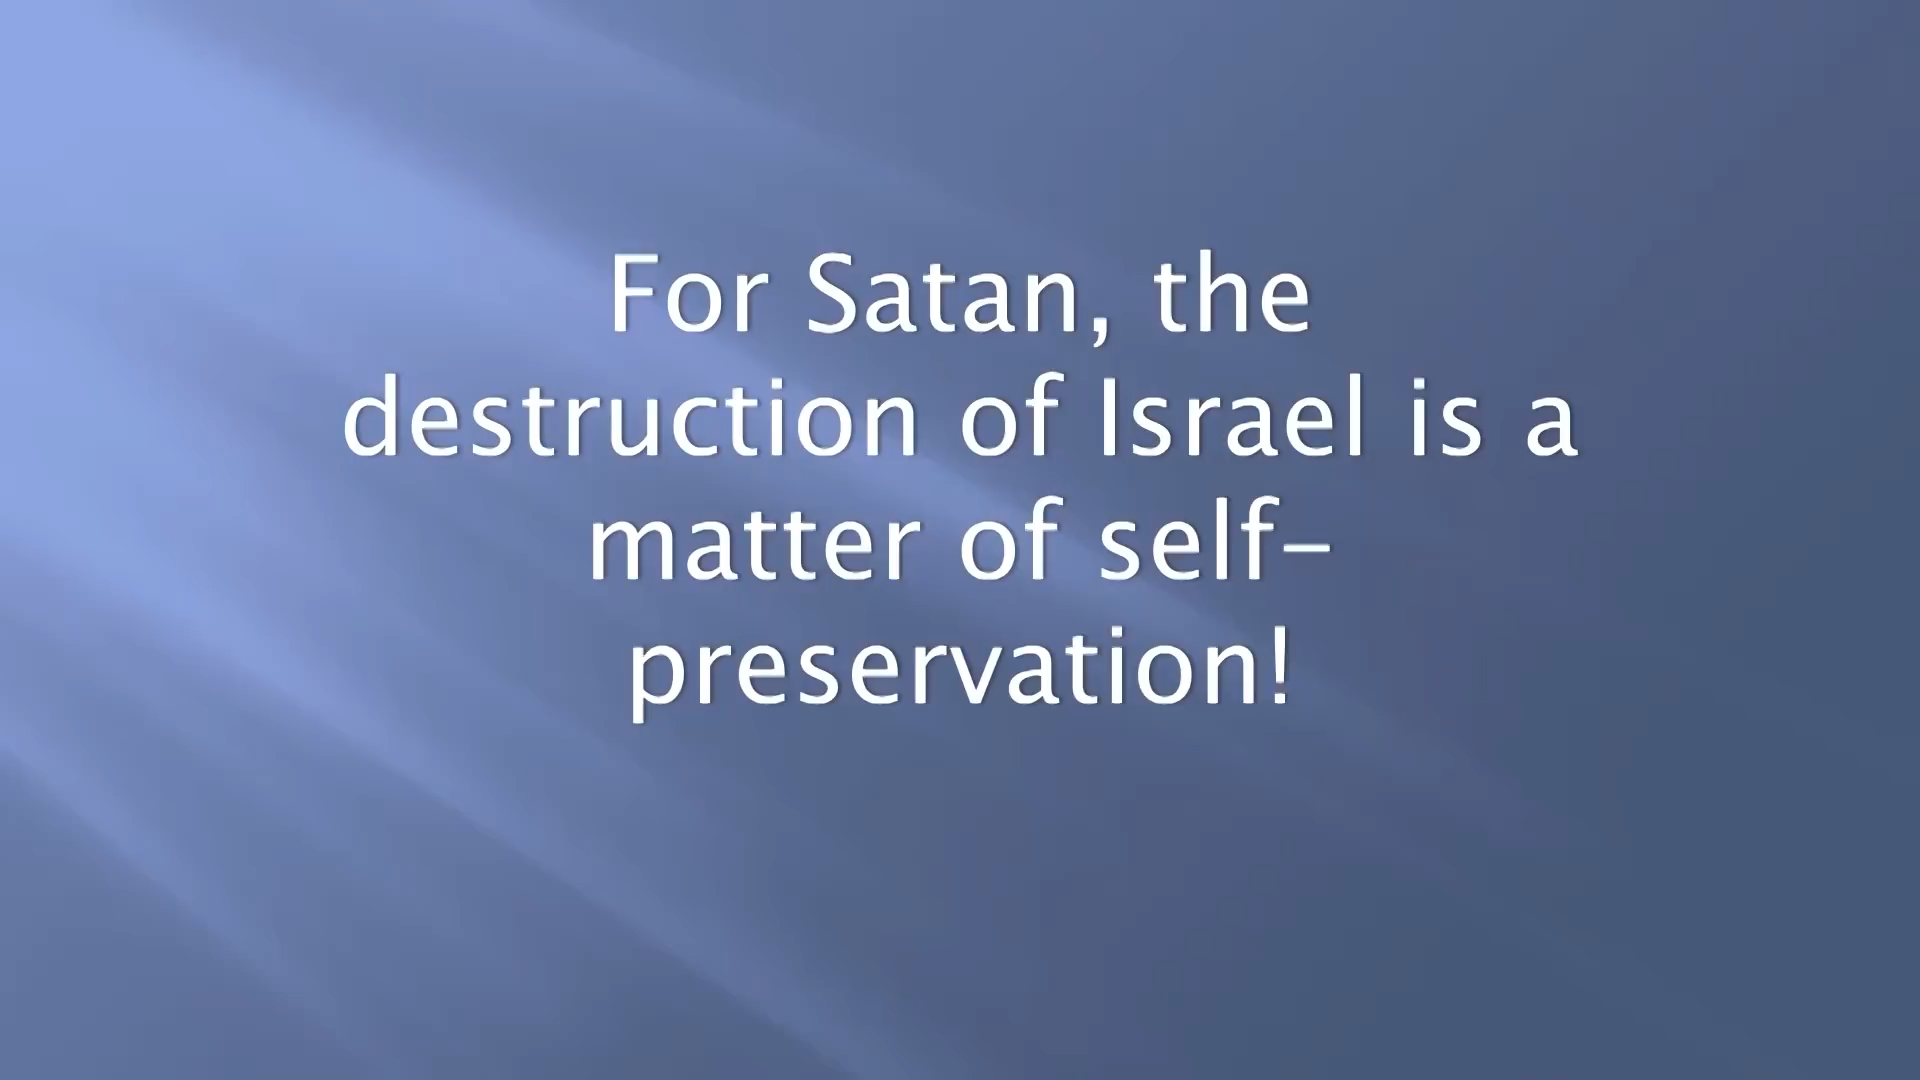 For Satan, the
destruction of Israel is a
matter of self-
preservation!